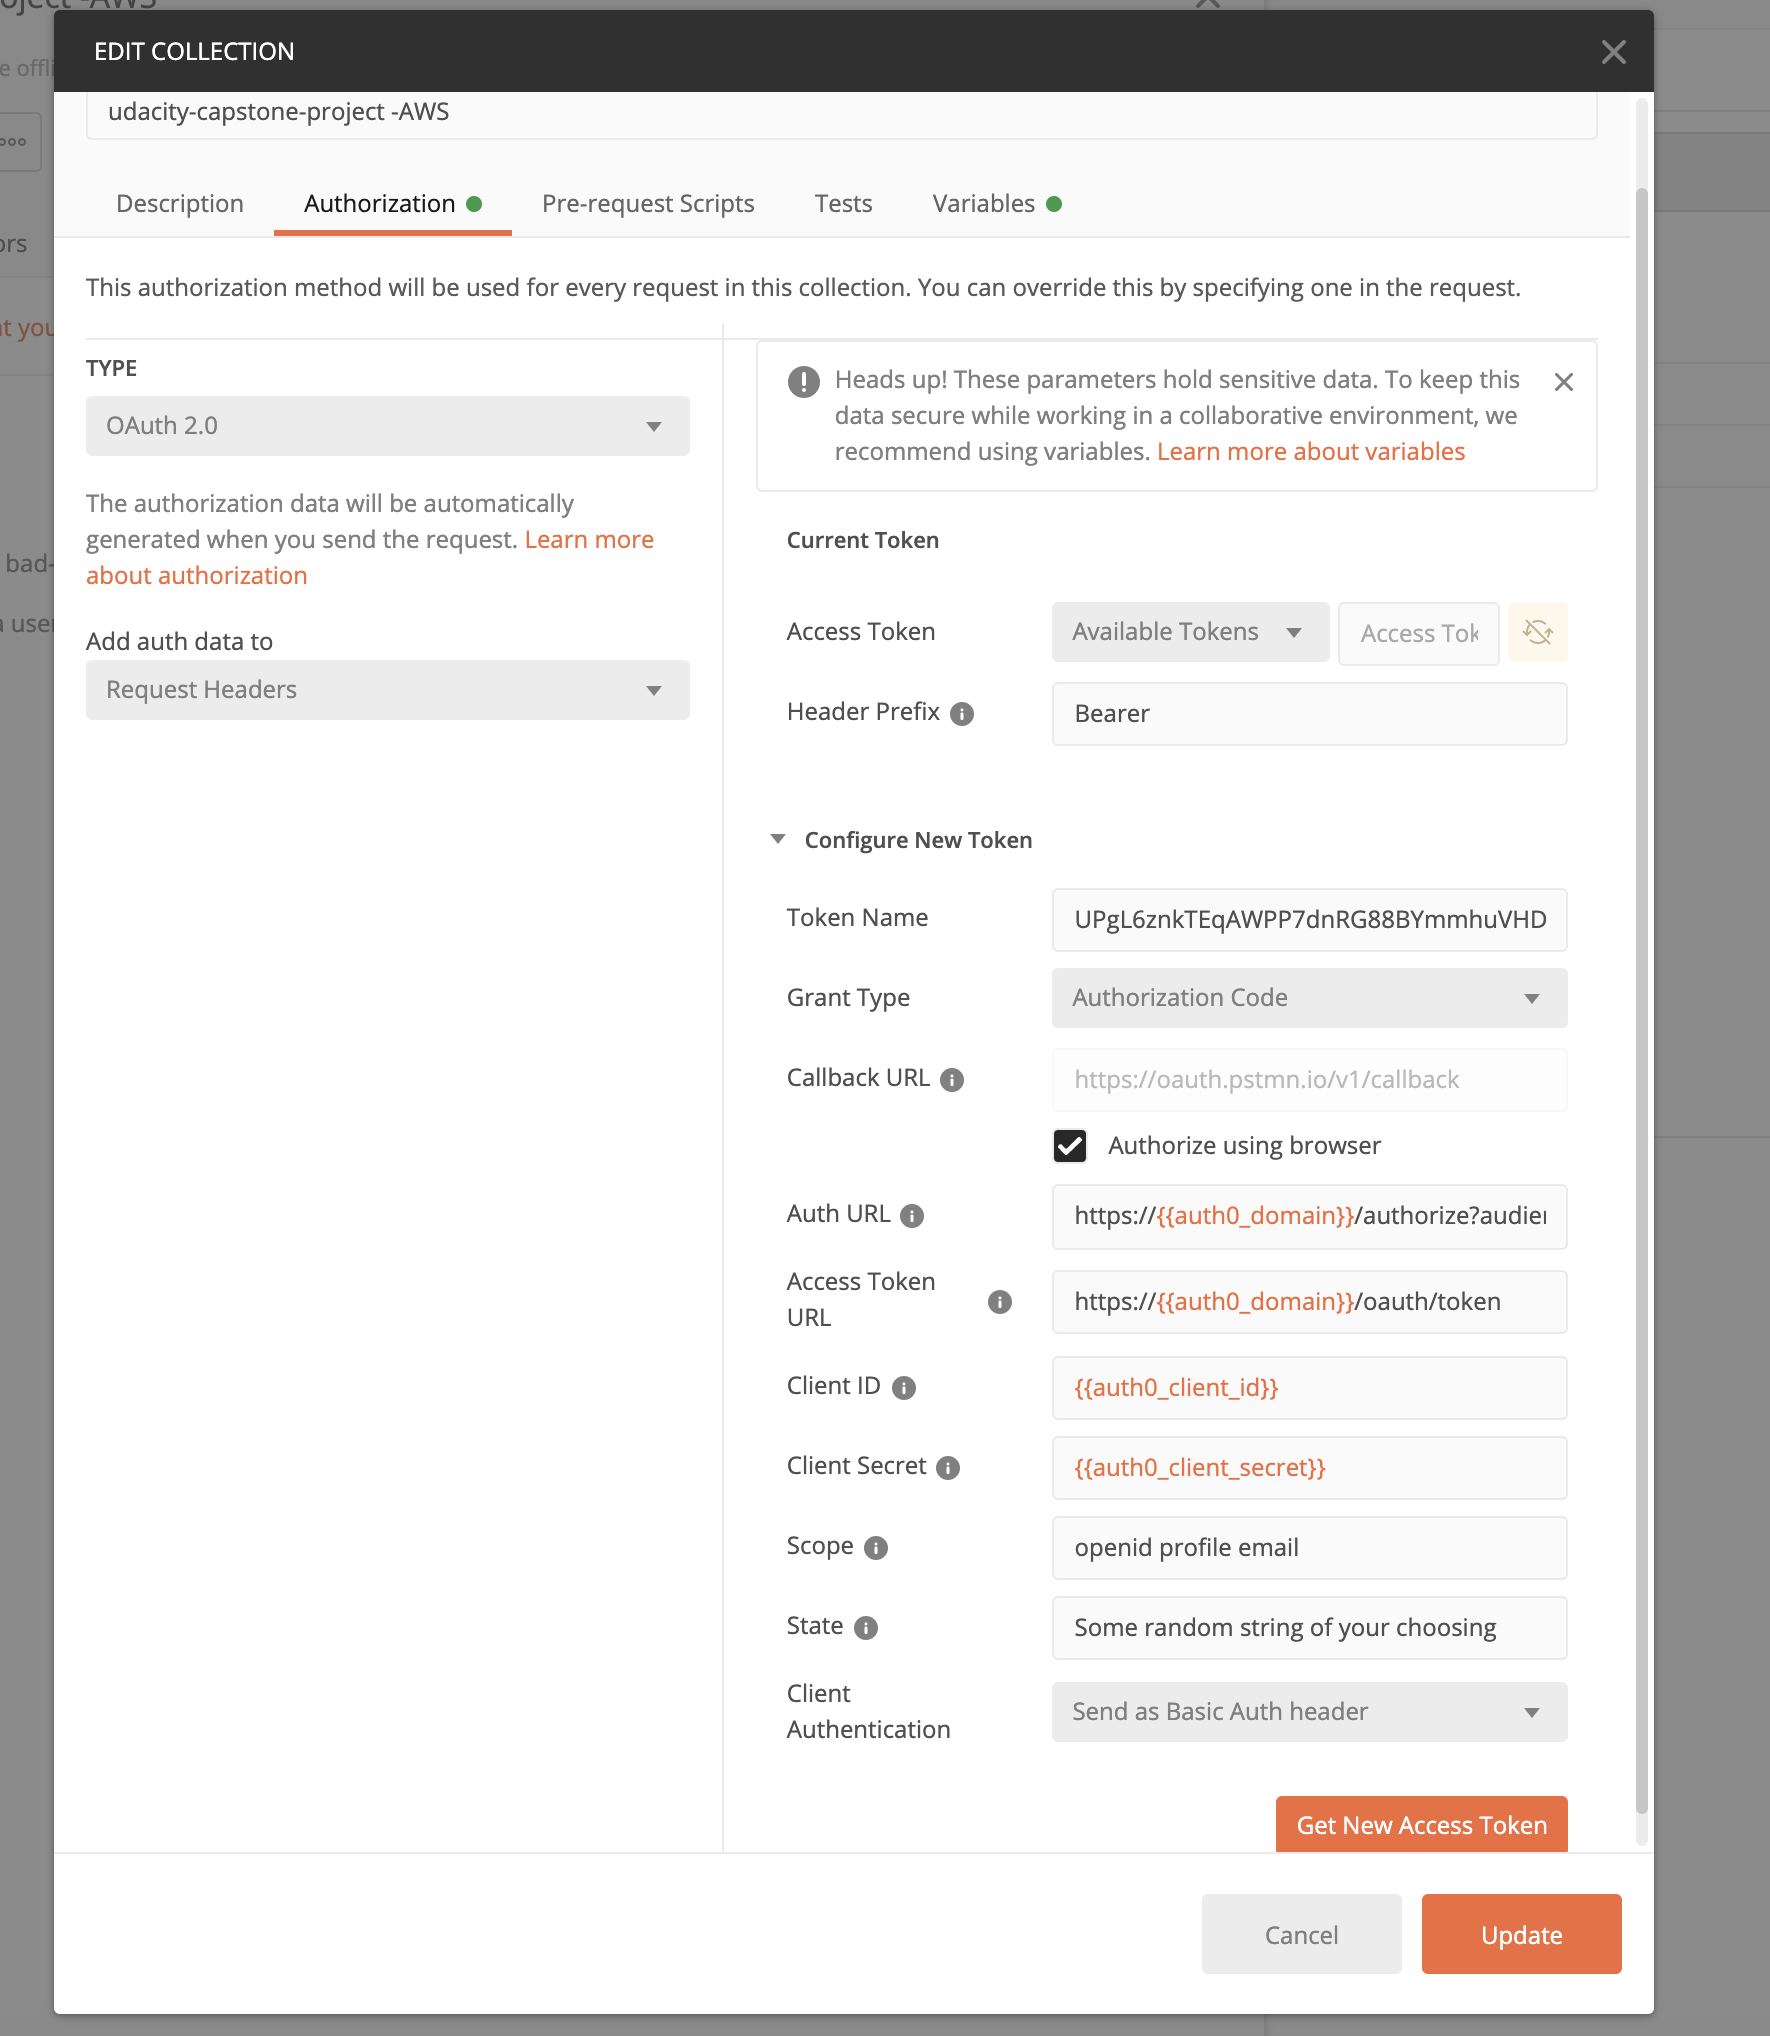 EDIT COLLECTION
udacity-capstone-project -AWS
Description Authorization Pre-request Scripts Tests Variables
This authorization method will be used for every request in this collection. You can override this by specifying one in the request.
TYPE
OAuth 2.0
The authorization data will be automatically
generated when you send the request. Learn more
about authorization
Add auth data to
Request Headers
Heads up! These parameters hold sensitive data. To keep this
data secure while working in a collaborative environment, we
recommend using variables. Learn more about variables
Current Token
Access Token Available Tokens Access Tok
Header Prefix Bearer
Configure New Token
Token Name UPgL6znkTEqAWPP7dnRG88BYmmhuVHD
Grant Type Authorization Code
Callback URL https://oauth.pstmn.io/v1/callback
Authorize using browser
Auth URL https://{{auth0_domain}}/authorize?audien
Access Token
URL https://{{auth0_domain}}/oauth/token
Client ID {{auth0_client_id}}
Client Secret {{auth0_client_secret}}
Scope openid profile email
State Some random string of your choosing
Client
Authentication Send as Basic Auth header
Get New Access Token
Cancel Update